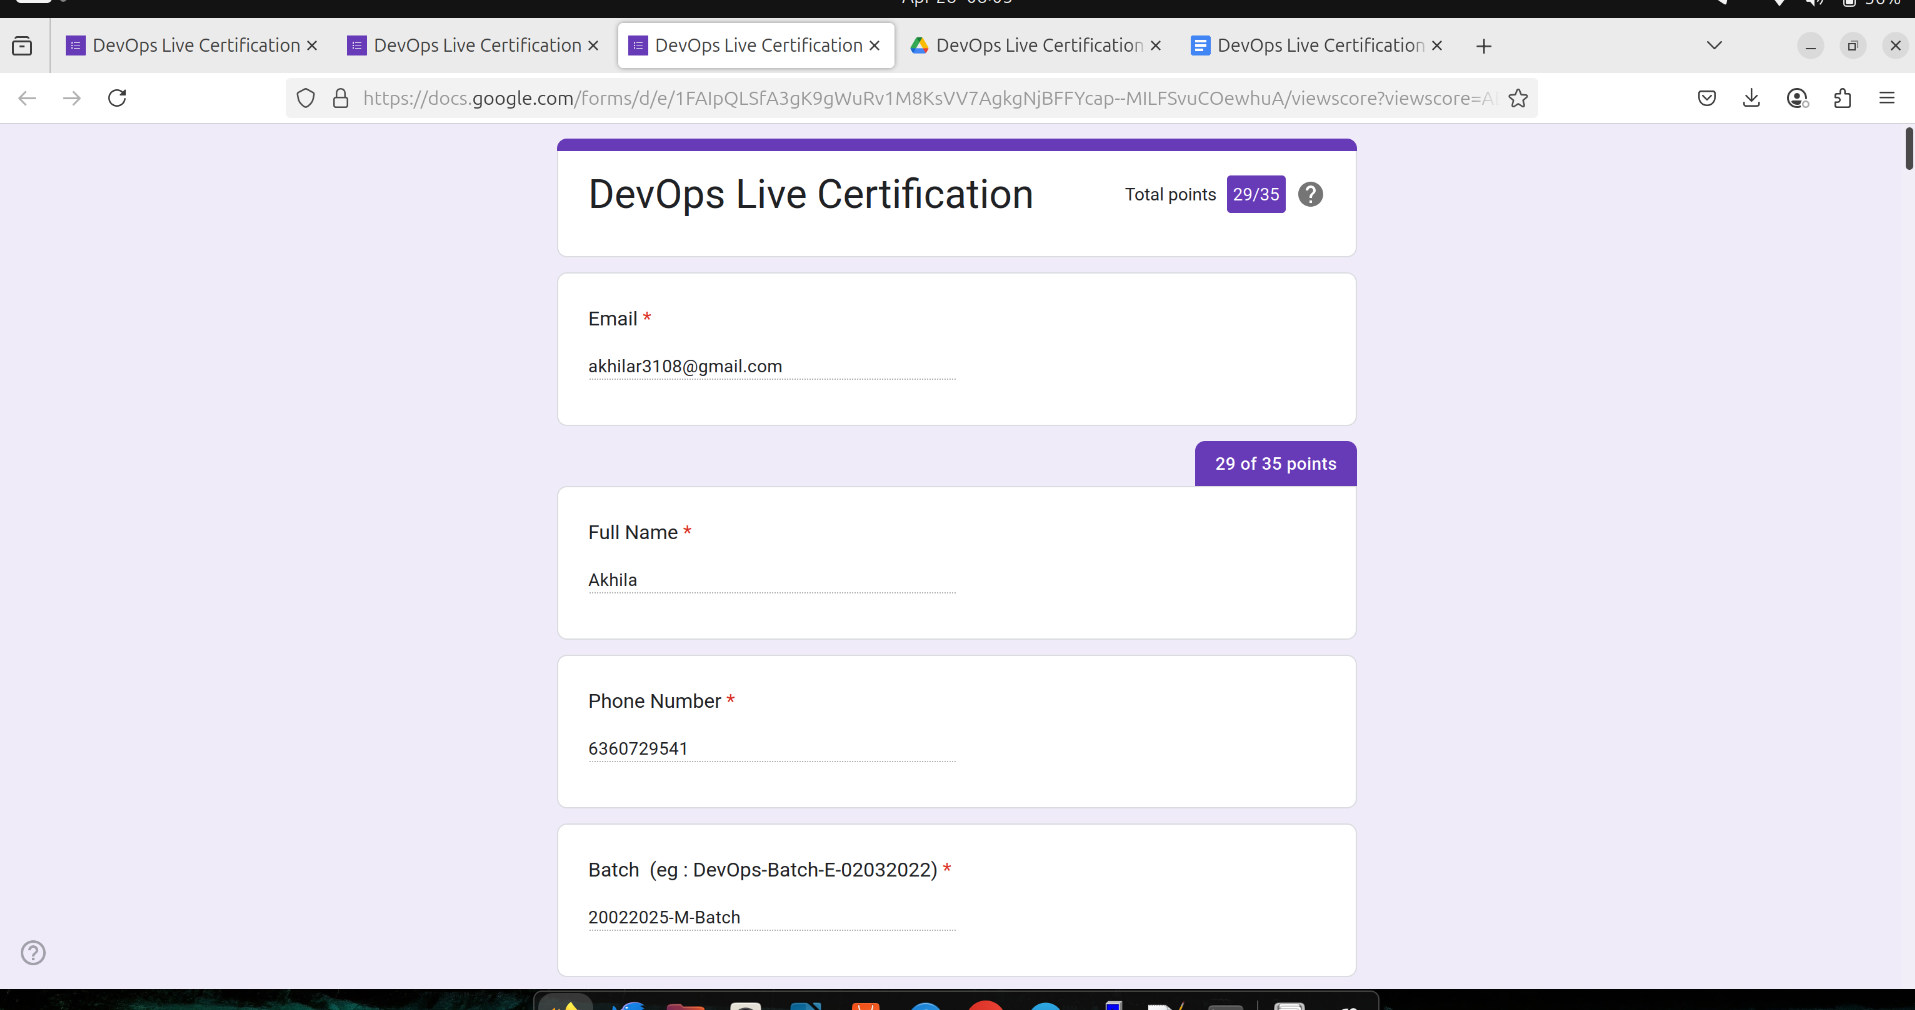 DevOps Live Certification
DevOps Live Certification
DevOps Live Certification
DevOps Live Certification
DevOps Live Certification
https://docs.google.com/forms/d/e/1FAIpQLSfA3gK9gWuRv1M8KsVV7AgkgNjBFFYcap--MILFSvuCOewhuA/viewscore?viewscore=A
DevOps Live Certification
Total points 29/35
Email *
akhilar3108@gmail.com
29 of 35 points
Full Name *
Akhila
Phone Number *
6360729541
Batch (eg : DevOps-Batch-E-02032022) *
20022025-M-Batch